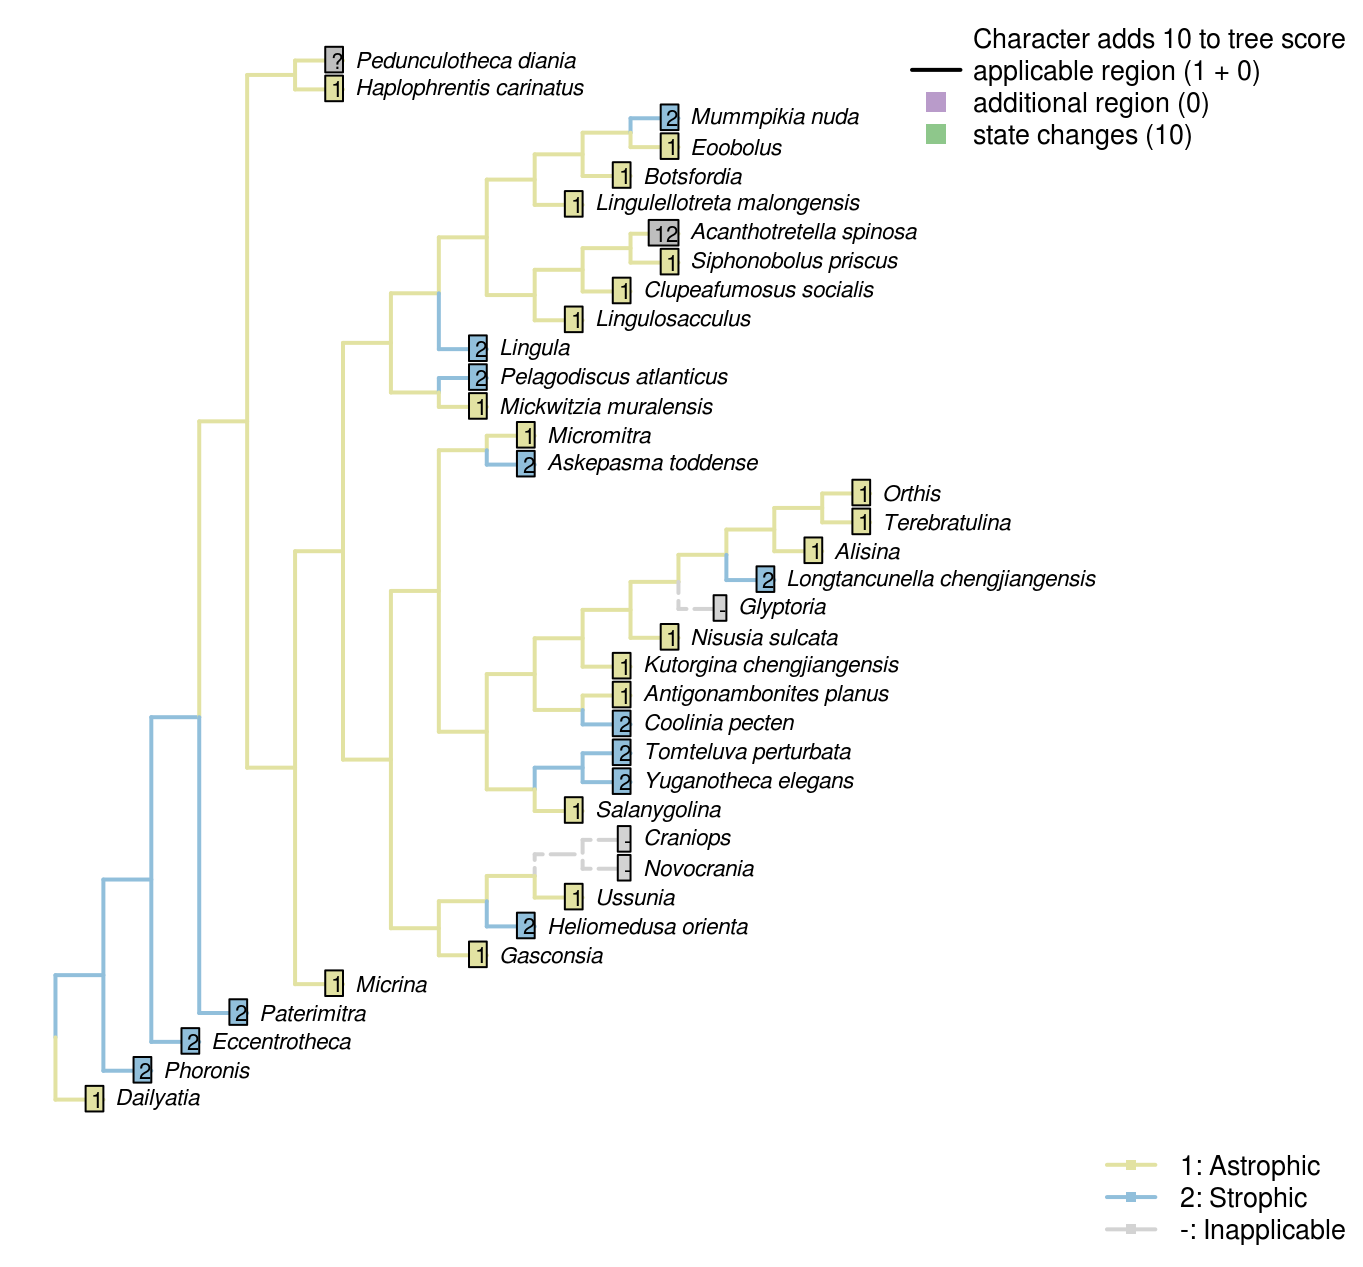 Character adds 10 to tree score
applicable region (1 + 0)
additional region (0)
state changes (10)
? Pedunculotheca diania
1 Haplophrentis carinatus
2 Mummpikia nuda
1 Eoobolus
1 Botsfordia
1 Lingulellotreta malongensis
12 Acanthotretella spinosa
1 Siphonobolus priscus
1 Clupeafumosus socialis
1 Lingulosacculus
2 Lingula
2 Pelagodiscus atlanticus
1 Mickwitzia muralensis
1 Micromitra
2 Askepasma toddense
1 Orthis
1 Terebratulina
1 Alisina
2 Longtancunella chengjiangensis
- Glyptoria
1 Nisusia sulcata
1 Kutorgina chengjiangensis
1 Antigonambonites planus
2 Coolinia pecten
2 Tomteluva perturbata
2 Yuganotheca elegans
1 Salanygolina
- Craniops
- Novocrania
1 Ussunia
2 Heliomedusa orienta
1 Gasconsia
1 Micrina
2 Paterimitra
2 Eccentrotheca
2 Phoronis
1 Dailyatia
1: Astrophic
2: Strophic
-: Inapplicable